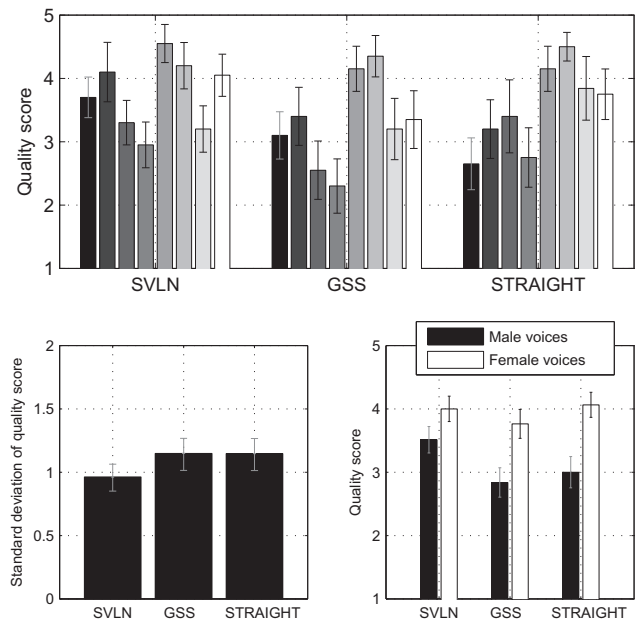 5
4
3
2
1
Quality score
SVLN GSS STRAIGHT
2
1.5
1
0.5
0
Standard deviation of quality score
SVLN GSS STRAIGHT
Male voices
Female voices
5
4
3
2
1
Quality score
SVLN GSS STRAIGHT